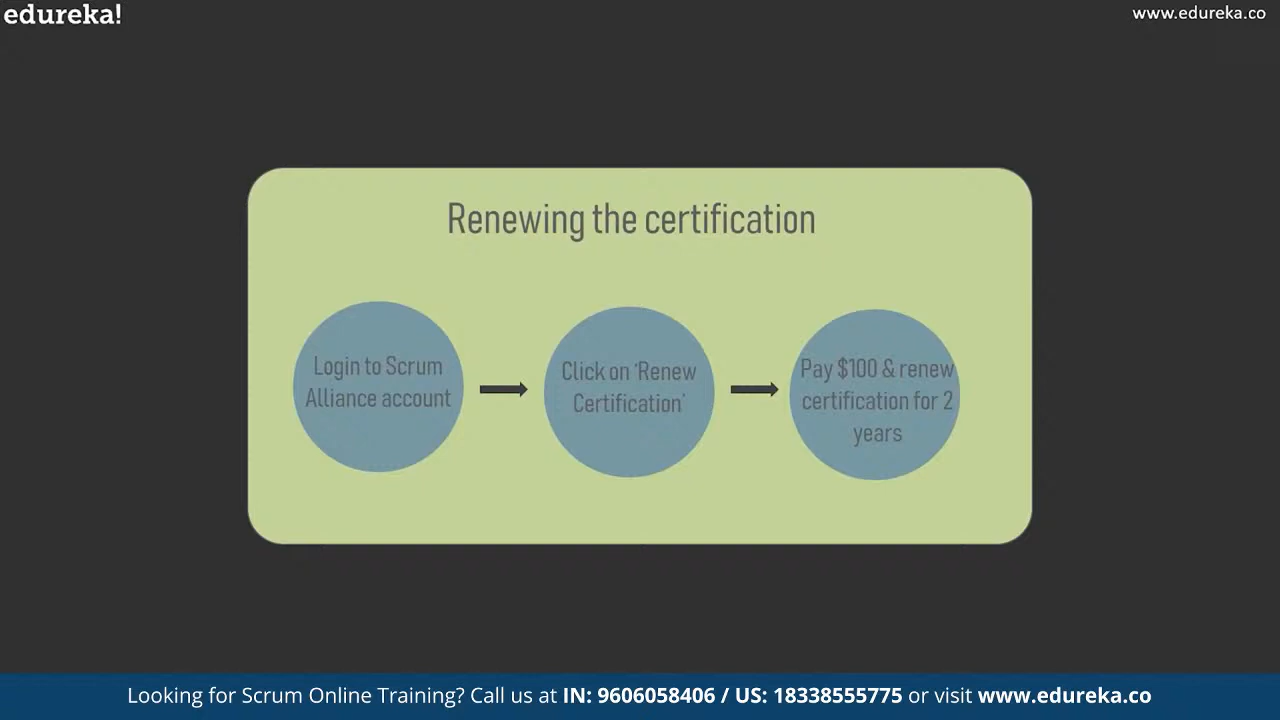 edureka!
www.edureka.co
Renewing the certification
Login to Scrum
Alliance account
Click on 'Renew
Certification'
Pay $100 & renew
certification for 2
years
Looking for Scrum Online Training? Call us at IN: 9606058406 / US: 18338555775 or visit www.edureka.co